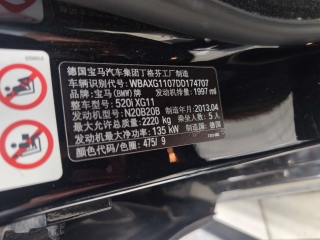 德国宝马汽车集团丁格芬工厂制造
车辆识别代号: WBAXG1107DD174707
品牌: 宝马(BMW)牌 发动机排量: 1997 ml
整车型号: 520i XG11
发动机型号: N20B20B 制造年月: 2013.04
最大允许总质量: 2220 kg 乘坐人数: 5 人
发动机最大净功率: 135 kW 制造国: 德国
颜色代码/色圈: 475/ 9